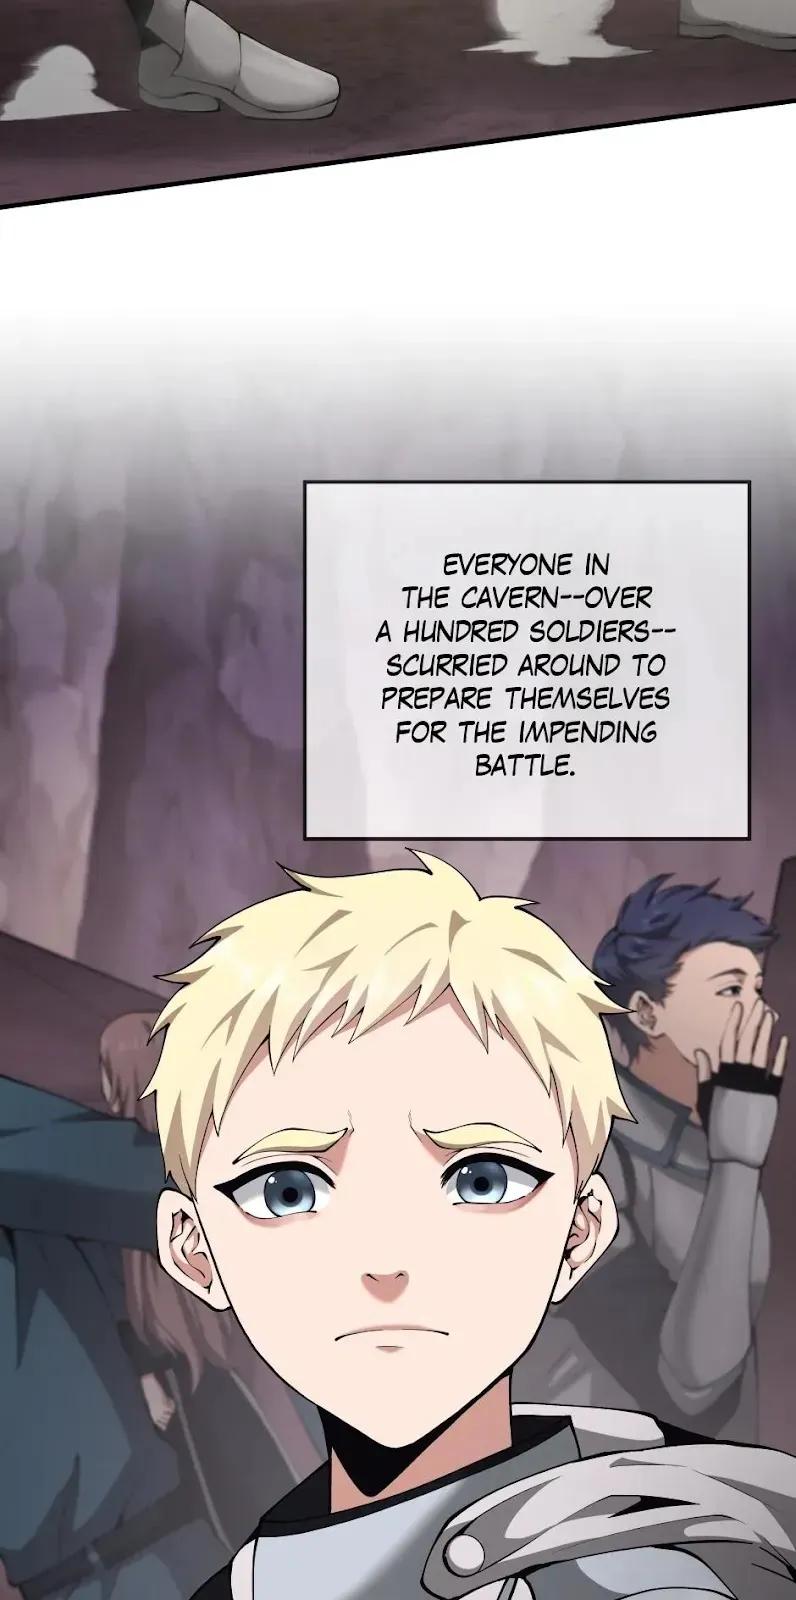 EVERYONE IN
THE CAVERN--OVER
A HUNDRED SOLDIERS--
SCURRIED AROUND TO
PREPARE THEMSELVES
FOR THE IMPENDING
BATTLE.